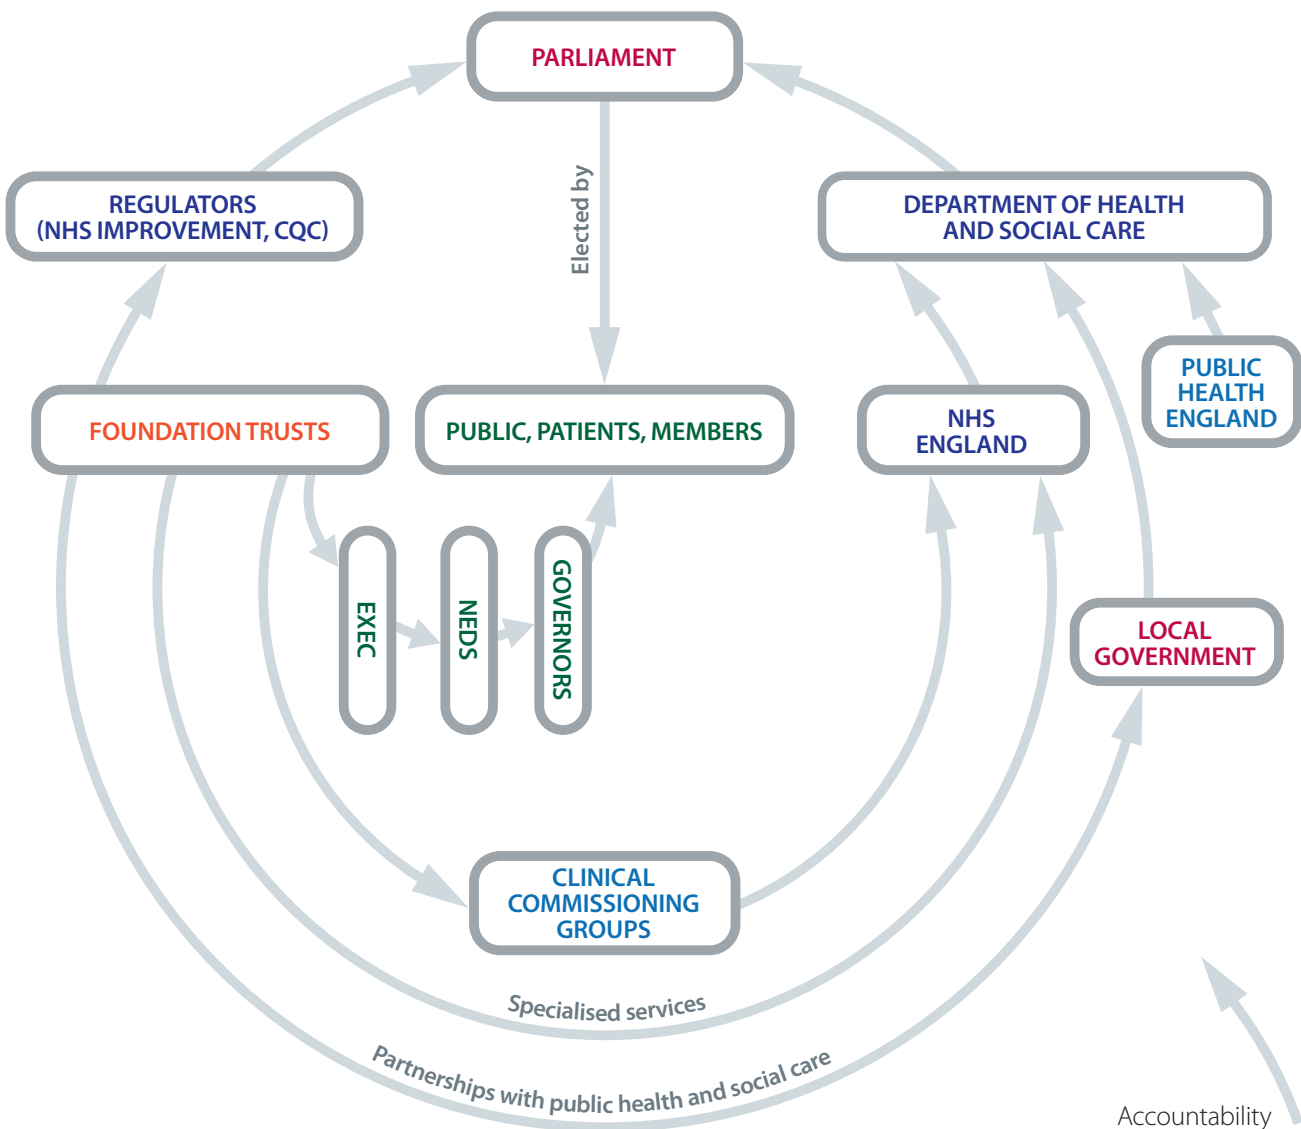 PARLIAMENT
Elected by
REGULATORS
(NHS IMPROVEMENT, CQC)
DEPARTMENT OF HEALTH
AND SOCIAL CARE
PUBLIC
HEALTH
ENGLAND
FOUNDATION TRUSTS
PUBLIC, PATIENTS, MEMBERS
NHS
ENGLAND
EXEC
NEDS
GOVERNORS
LOCAL
GOVERNMENT
CLINICAL
COMMISSIONING
GROUPS
Specialised services
Partnerships with public health and social care
Accountability